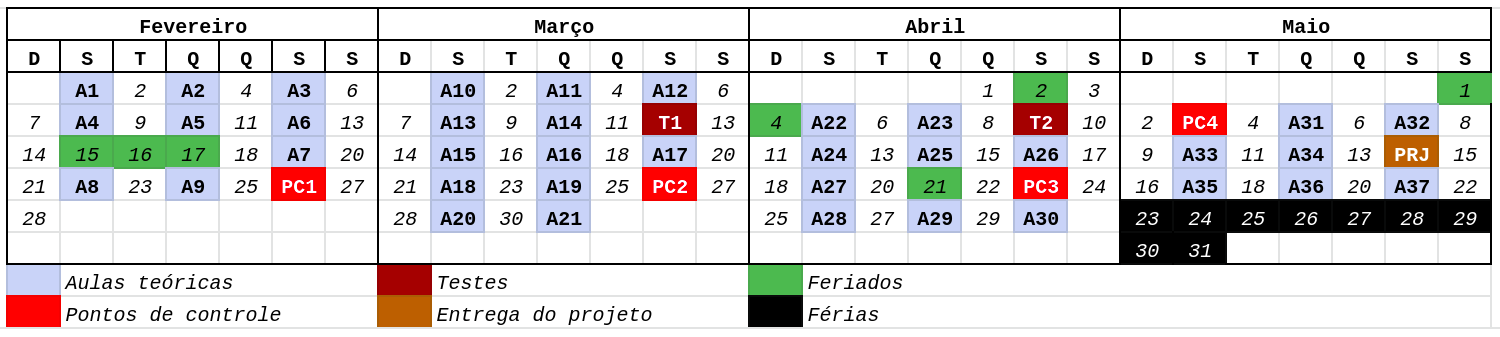 Fevereiro Março Abril Maio
D S T Q Q S S D S T Q Q S S D S T Q Q S S D S T Q Q S S
A1 2 A2 4 A3 6 A10 2 A11 4 A12 6 1 2 3 1
7 A4 9 A5 11 A6 13 7 A13 9 A14 11 T1 13 4 A22 6 A23 8 T2 10 2 PC4 4 A31 6 A32 8
14 15 16 17 18 A7 20 14 A15 16 A16 18 A17 20 11 A24 13 A25 15 A26 17 9 A33 11 A34 13 PRJ 15
21 A8 23 A9 25 PC1 27 21 A18 23 A19 25 PC2 27 18 A27 20 21 22 PC3 24 16 A35 18 A36 20 A37 22
28 28 A20 30 A21 25 A28 27 A29 29 A30 23 24 25 26 27 28 29
30 31
Aulas teóricas Testes Feriados
Pontos de controle Entrega do projeto Férias